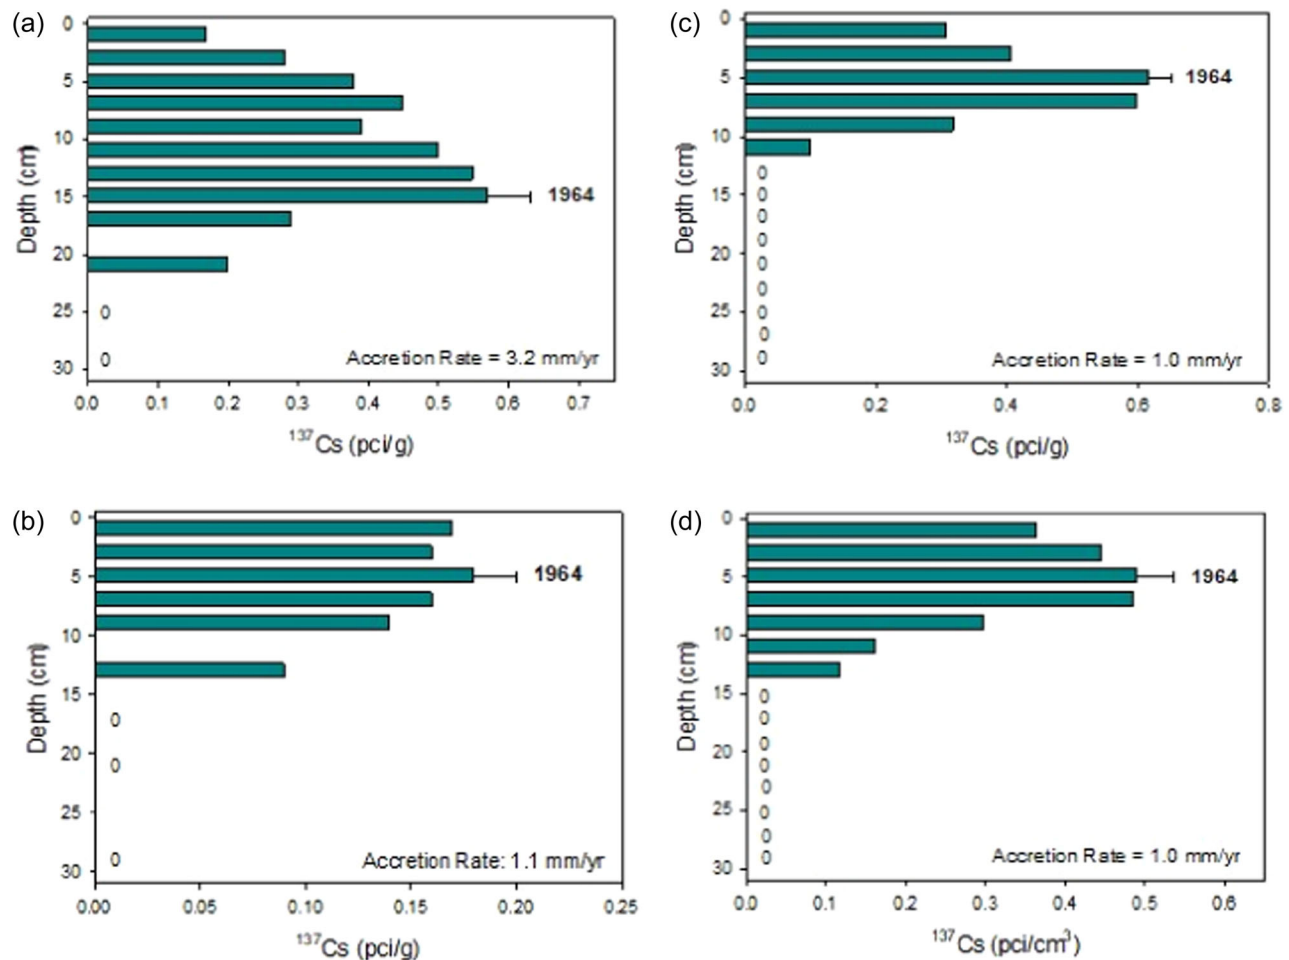 (a)
0
5
10
15
20
25
30
Depth (cm)
1964
0
0
Accretion Rate = 3.2 mm/yr
0.0 0.1 0.2 0.3 0.4 0.5 0.6 0.7
¹³⁷Cs (pci/g)
(c)
0
5
10
15
20
25
30
Depth (cm)
1964
0
0
0
0
0
0
0
0
0
Accretion Rate = 1.0 mm/yr
0.0 0.2 0.4 0.6 0.8
¹³⁷Cs (pci/g)
(b)
0
5
10
15
20
25
30
Depth (cm)
1964
0
0
0
Accretion Rate: 1.1 mm/yr
0.00 0.05 0.10 0.15 0.20 0.25
¹³⁷Cs (pci/g)
(d)
0
5
10
15
20
25
30
Depth (cm)
1964
0
0
0
0
0
0
0
0
Accretion Rate = 1.0 mm/yr
0.0 0.1 0.2 0.3 0.4 0.5 0.6
¹³⁷Cs (pci/cm³)